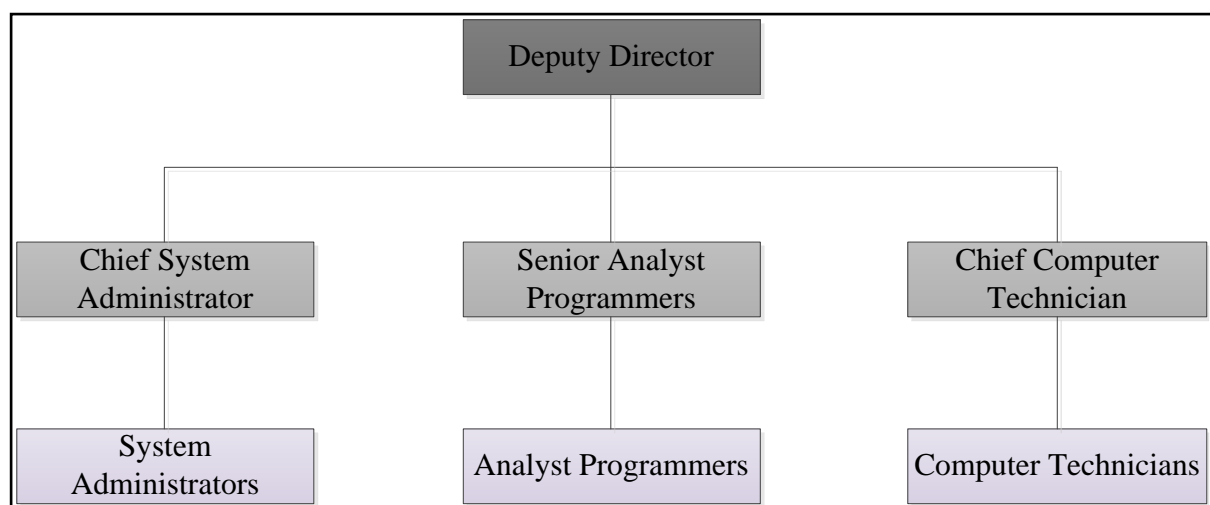 Deputy Director
Chief System
Administrator
Senior Analyst
Programmers
Chief Computer
Technician
System
Administrators
Analyst Programmers
Computer Technicians